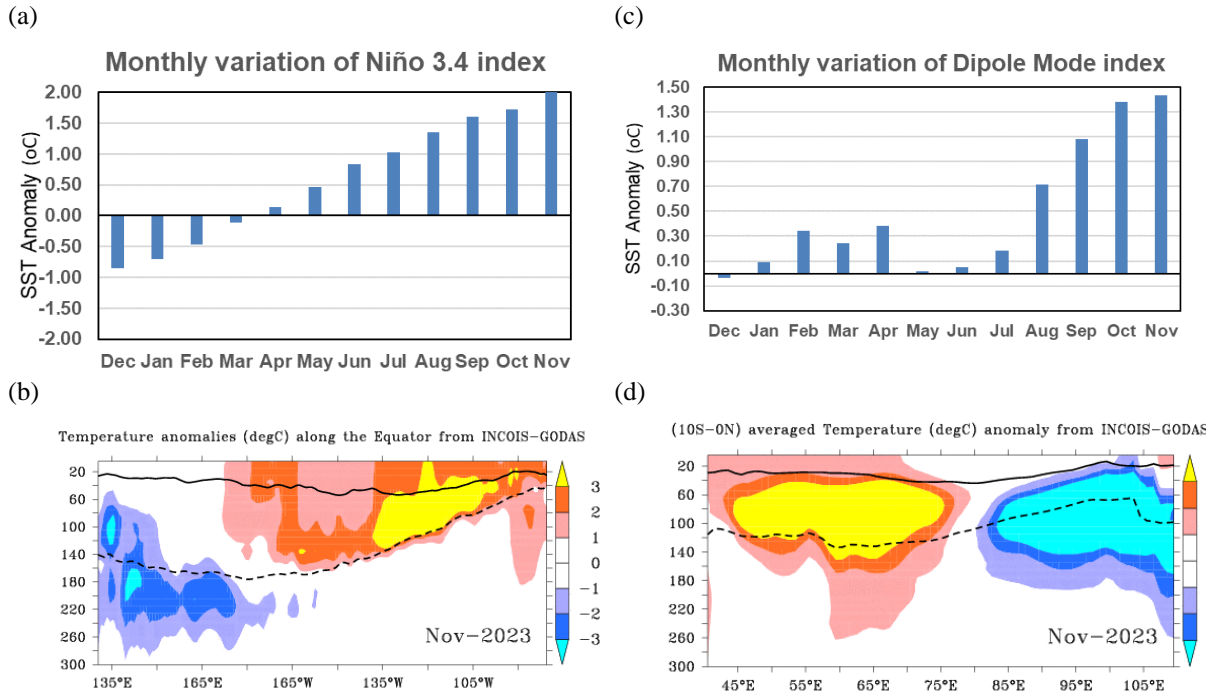 (a)
Monthly variation of Niño 3.4 index
SST Anomaly (oC)
2.00
1.50
1.00
0.50
0.00
-0.50
-1.00
-1.50
-2.00
Dec Jan Feb Mar Apr May Jun Jul Aug Sep Oct Nov
(c)
Monthly variation of Dipole Mode index
SST Anomaly (oC)
1.50
1.30
1.10
0.90
0.70
0.50
0.30
0.10
-0.10
-0.30
Dec Jan Feb Mar Apr May Jun Jul Aug Sep Oct Nov
(b)
Temperature anomalies (degC) along the Equator from INCOIS-GODAS
20
60
100
140
180
220
260
300
135°E 165°E 165°W 135°W 105°W
Nov-2023
3
2
1
0
-1
-2
-3
(d)
(10S-0N) averaged Temperature (degC) anomaly from INCOIS-GODAS
20
60
100
140
180
220
260
300
45°E 55°E 65°E 75°E 85°E 95°E 105°E
Nov-2023